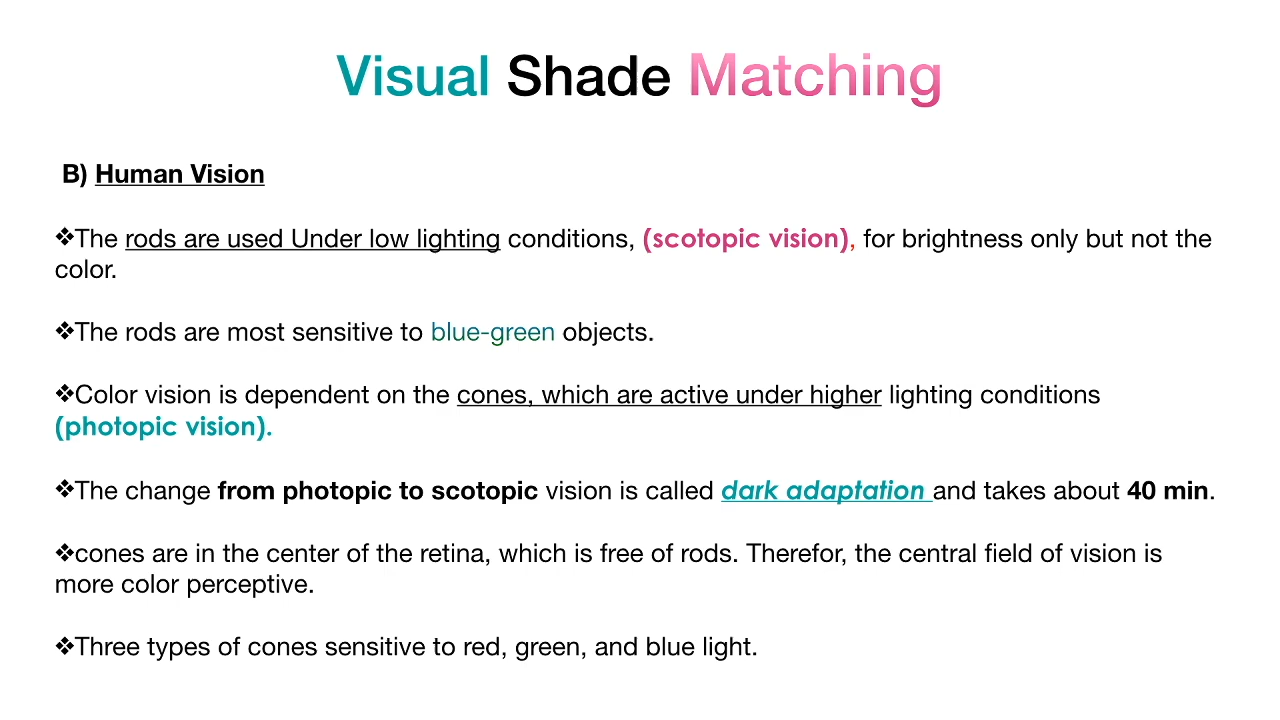 Visual Shade Matching
B) Human Vision
❖The rods are used Under low lighting conditions, (scotopic vision), for brightness only but not the
color.
❖The rods are most sensitive to blue-green objects.
❖Color vision is dependent on the cones, which are active under higher lighting conditions
(photopic vision).
❖The change from photopic to scotopic vision is called dark adaptation and takes about 40 min.
❖cones are in the center of the retina, which is free of rods. Therefor, the central field of vision is
more color perceptive.
❖Three types of cones sensitive to red, green, and blue light.